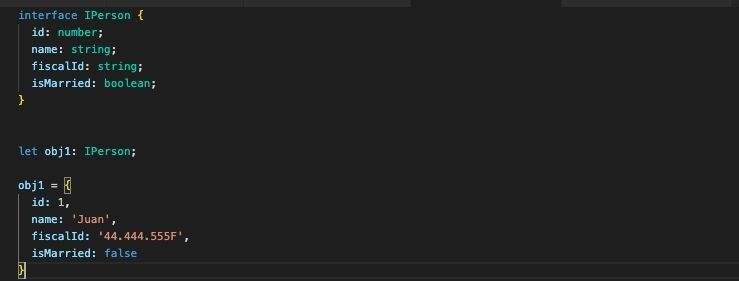 interface IPerson {
id: number;
name: string;
fiscalId: string;
isMarried: boolean;
}
let obj1: IPerson;
obj1 = {
id: 1,
name: 'Juan',
fiscalId: '44.444.555F',
isMarried: false
}